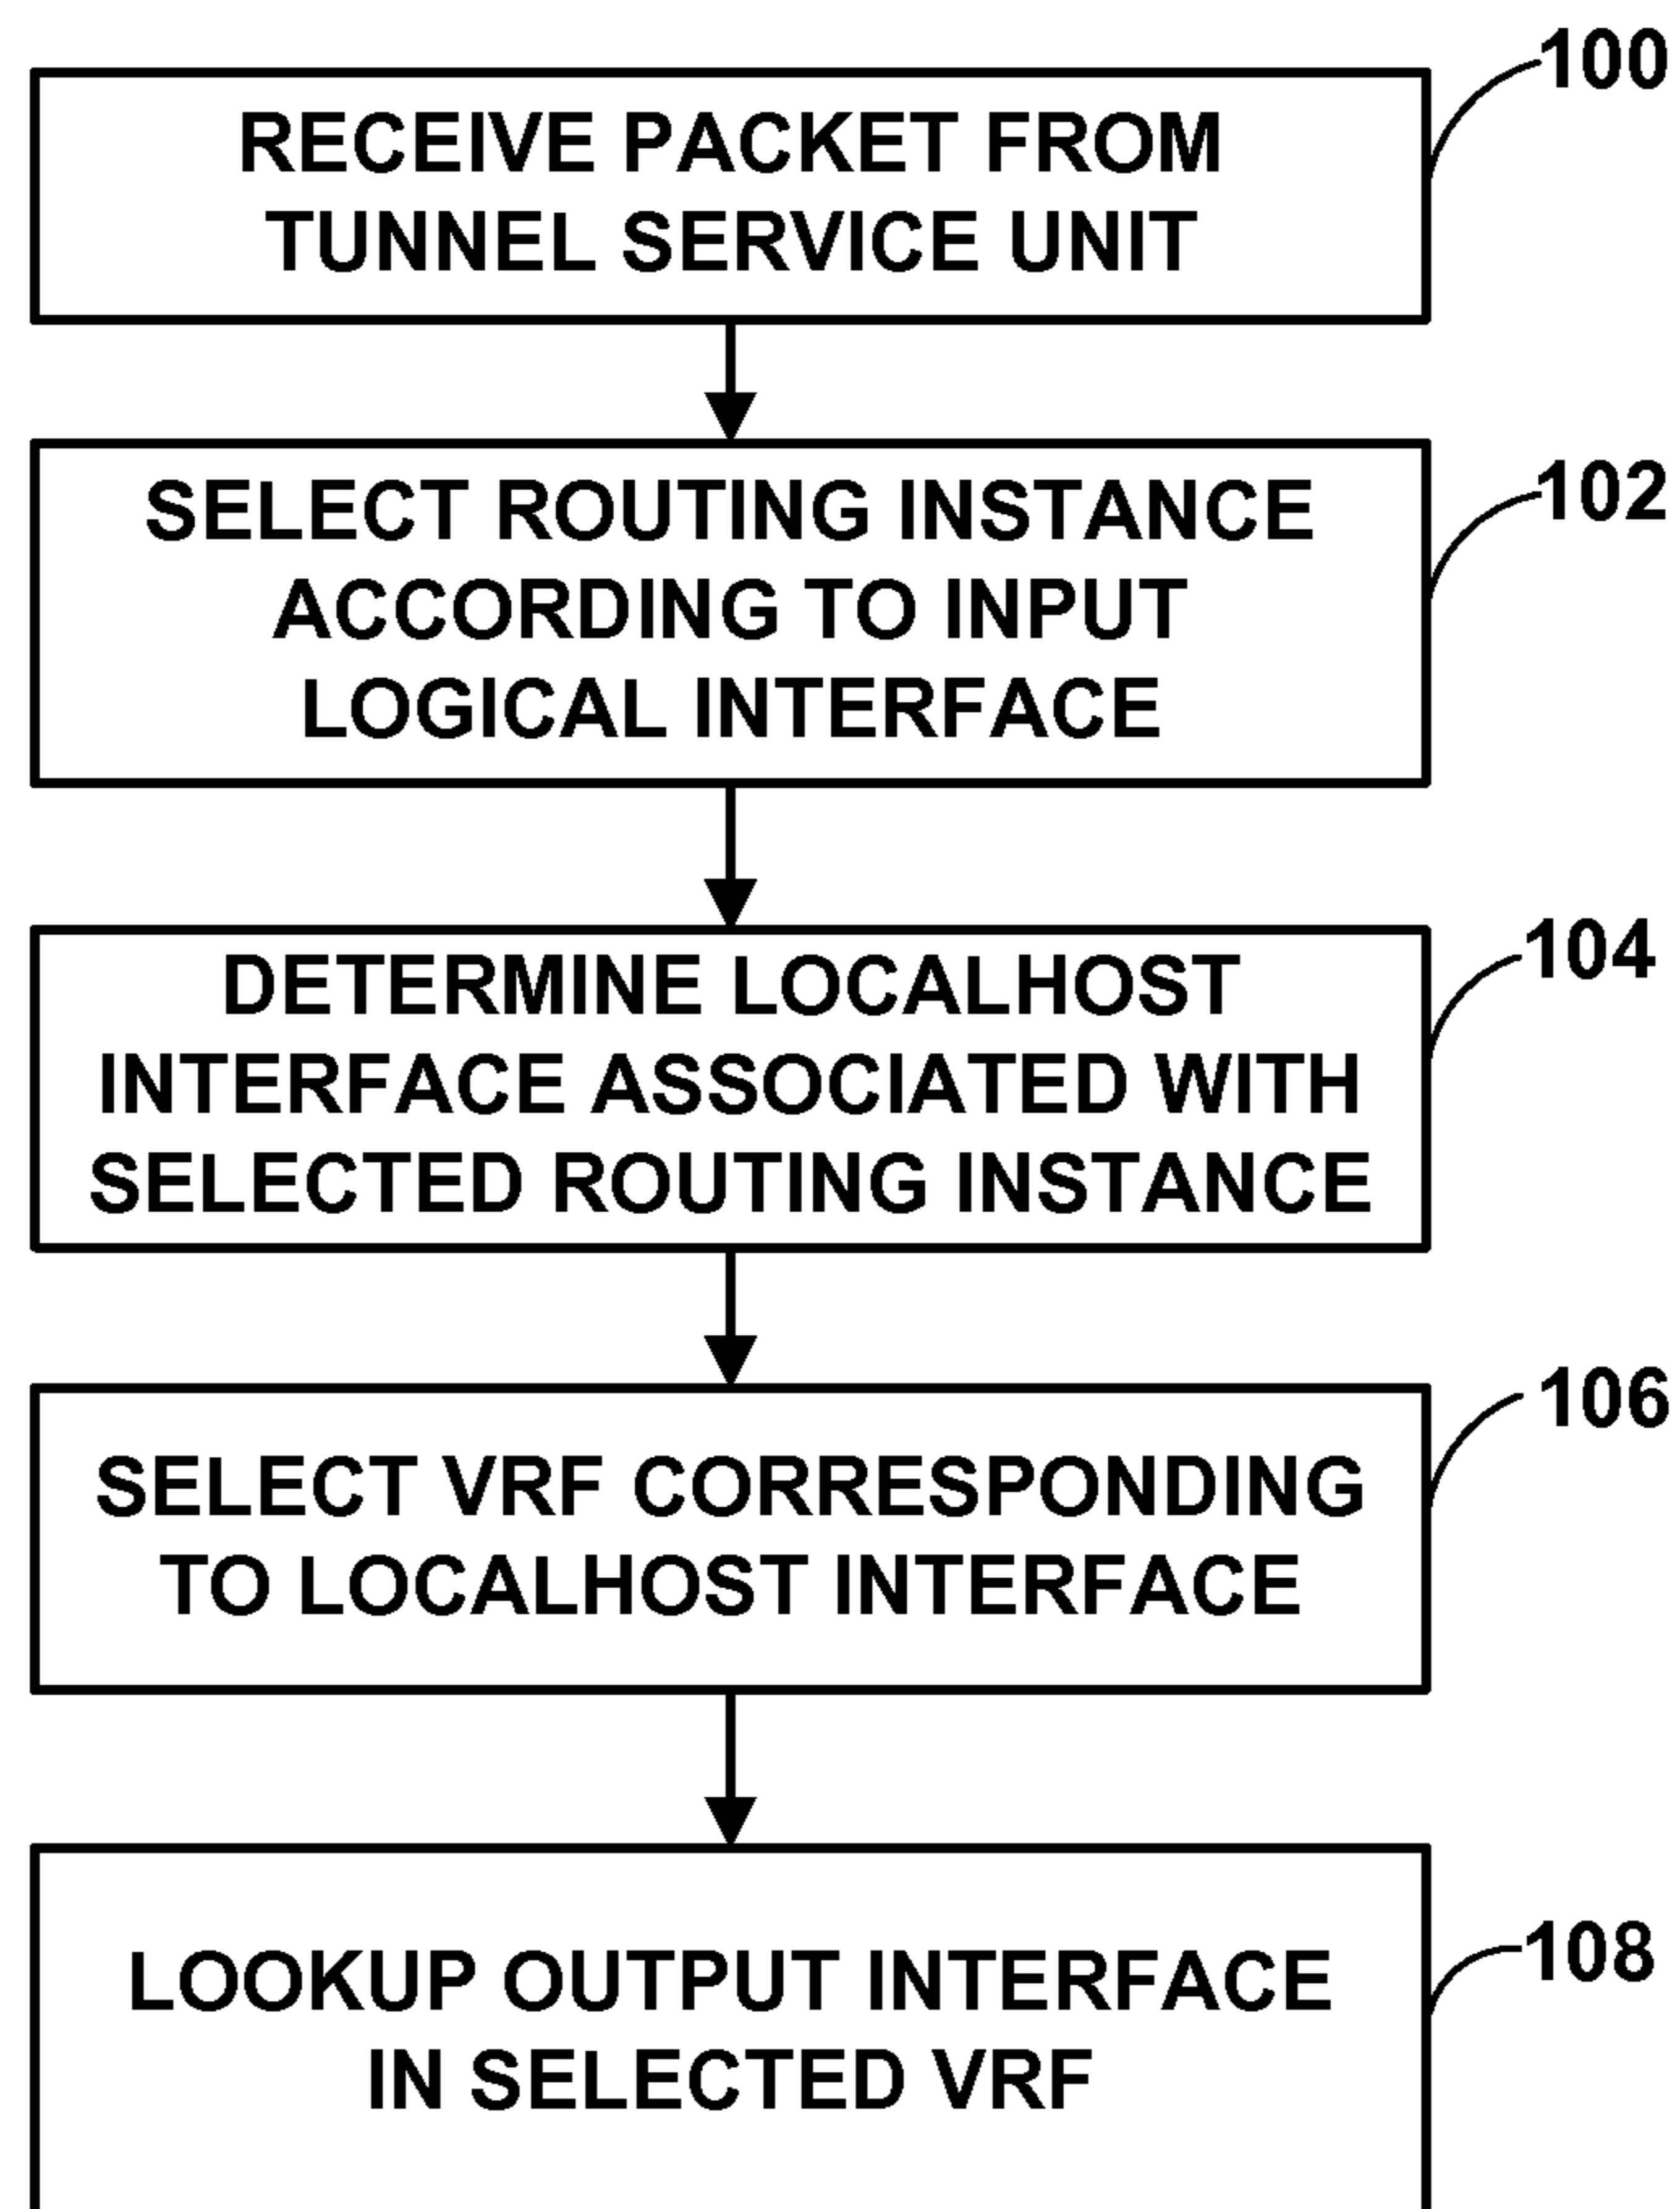 100
RECEIVE PACKET FROM
TUNNEL SERVICE UNIT
102
SELECT ROUTING INSTANCE
ACCORDING TO INPUT
LOGICAL INTERFACE
104
DETERMINE LOCALHOST
INTERFACE ASSOCIATED WITH
SELECTED ROUTING INSTANCE
106
SELECT VRF CORRESPONDING
TO LOCALHOST INTERFACE
108
LOOKUP OUTPUT INTERFACE
IN SELECTED VRF